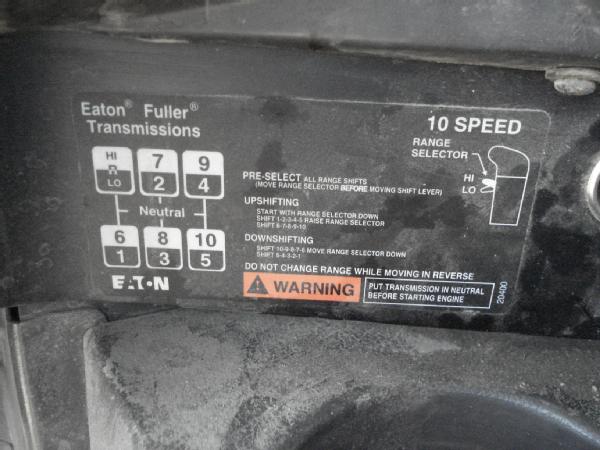 Eaton® Fuller®
Transmissions
10 SPEED
RANGE
SELECTOR
HI
LO
HI
R
LO
7
2
9
4
Neutral
6
1
8
3
10
5
EATON
PRE-SELECT ALL RANGE SHIFTS
(MOVE RANGE SELECTOR BEFORE MOVING SHIFT LEVER)
UPSHIFTING
START WITH RANGE SELECTOR DOWN
SHIFT 1-2-3-4-5 RAISE RANGE SELECTOR
SHIFT 6-7-8-9-10
DOWNSHIFTING
SHIFT 10-9-8-7-6 MOVE RANGE SELECTOR DOWN
SHIFT 5-4-3-2-1
DO NOT CHANGE RANGE WHILE MOVING IN REVERSE
WARNING
PUT TRANSMISSION IN NEUTRAL
BEFORE STARTING ENGINE
20400